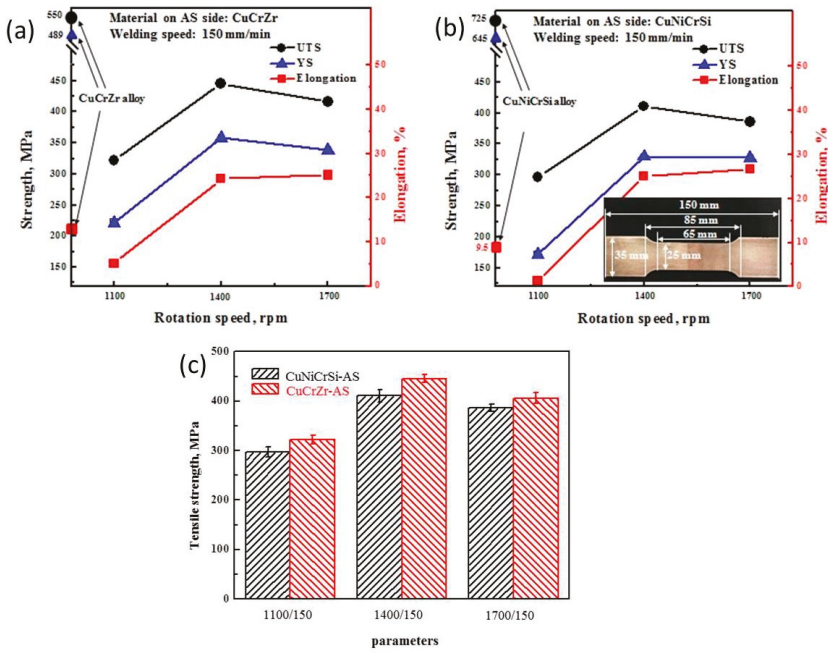 (a)
Material on AS side: CuCrZr
Welding speed: 150 mm/min
UTS
YS
Elongation
CuCrZr alloy
550
489
450
400
350
300
250
200
150
Strength, MPa
50
40
30
20
10
0
Elongation, %
1100
1400
1700
Rotation speed, rpm
(b)
Material on AS side: CuNiCrSi
Welding speed: 150 mm/min
UTS
YS
Elongation
CuNiCrSi alloy
725
645
450
400
350
300
250
200
150
9.5
Strength, MPa
50
40
30
20
10
0
Elongation, %
150 mm
85 mm
65 mm
35 mm
25 mm
1100
1400
1700
Rotation speed, rpm
(c)
CuNiCrSi-AS
CuCrZr-AS
500
400
300
200
100
0
Tensile strength, MPa
1100/150
1400/150
1700/150
parameters